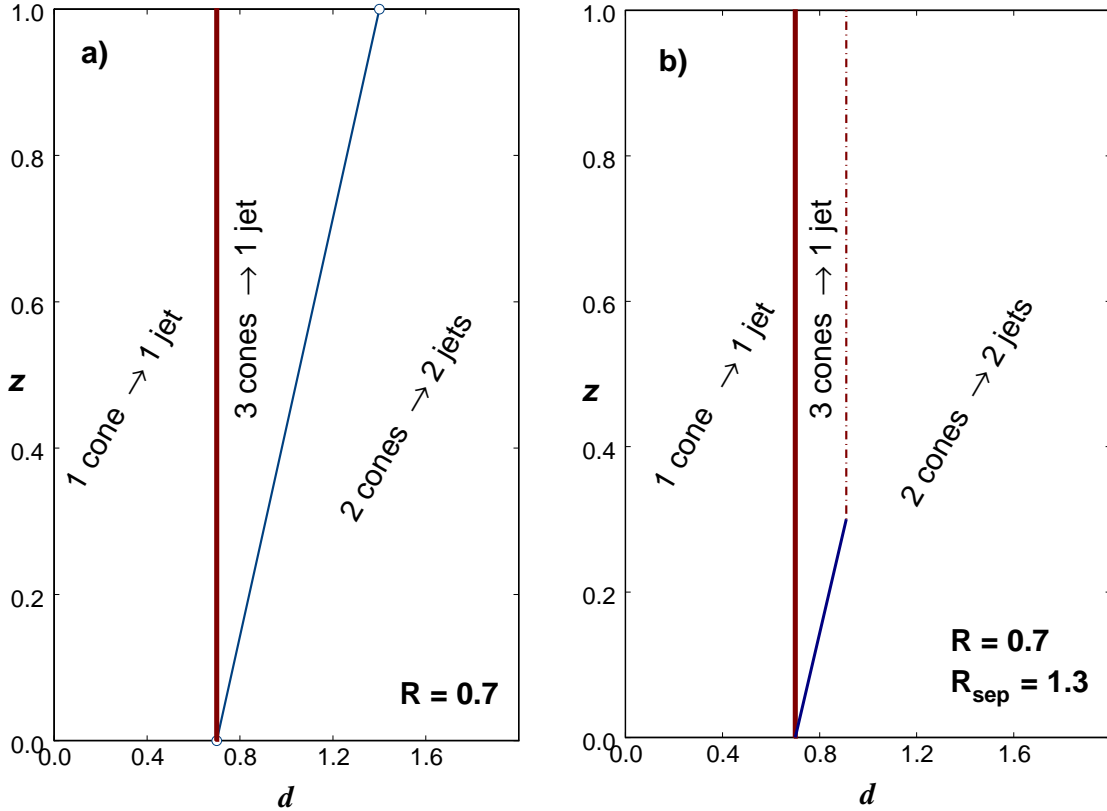 a)
1.0
0.8
0.6
0.4
0.2
0.0
z
1 cone → 1 jet
3 cones → 1 jet
2 cones → 2 jets
R = 0.7
0.0
0.4
0.8
1.2
1.6
d
b)
1.0
0.8
0.6
0.4
0.2
0.0
z
1 cone → 1 jet
3 cones → 1 jet
2 cones → 2 jets
R = 0.7
Rsep = 1.3
0.0
0.4
0.8
1.2
1.6
d